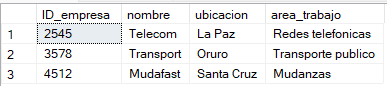 ID_empresa nombre ubicacion area_trabajo
1 2545 Telecom La Paz Redes telefonicas
2 3578 Transport Oruro Transporte publico
3 4512 Mudafast Santa Cruz Mudanzas